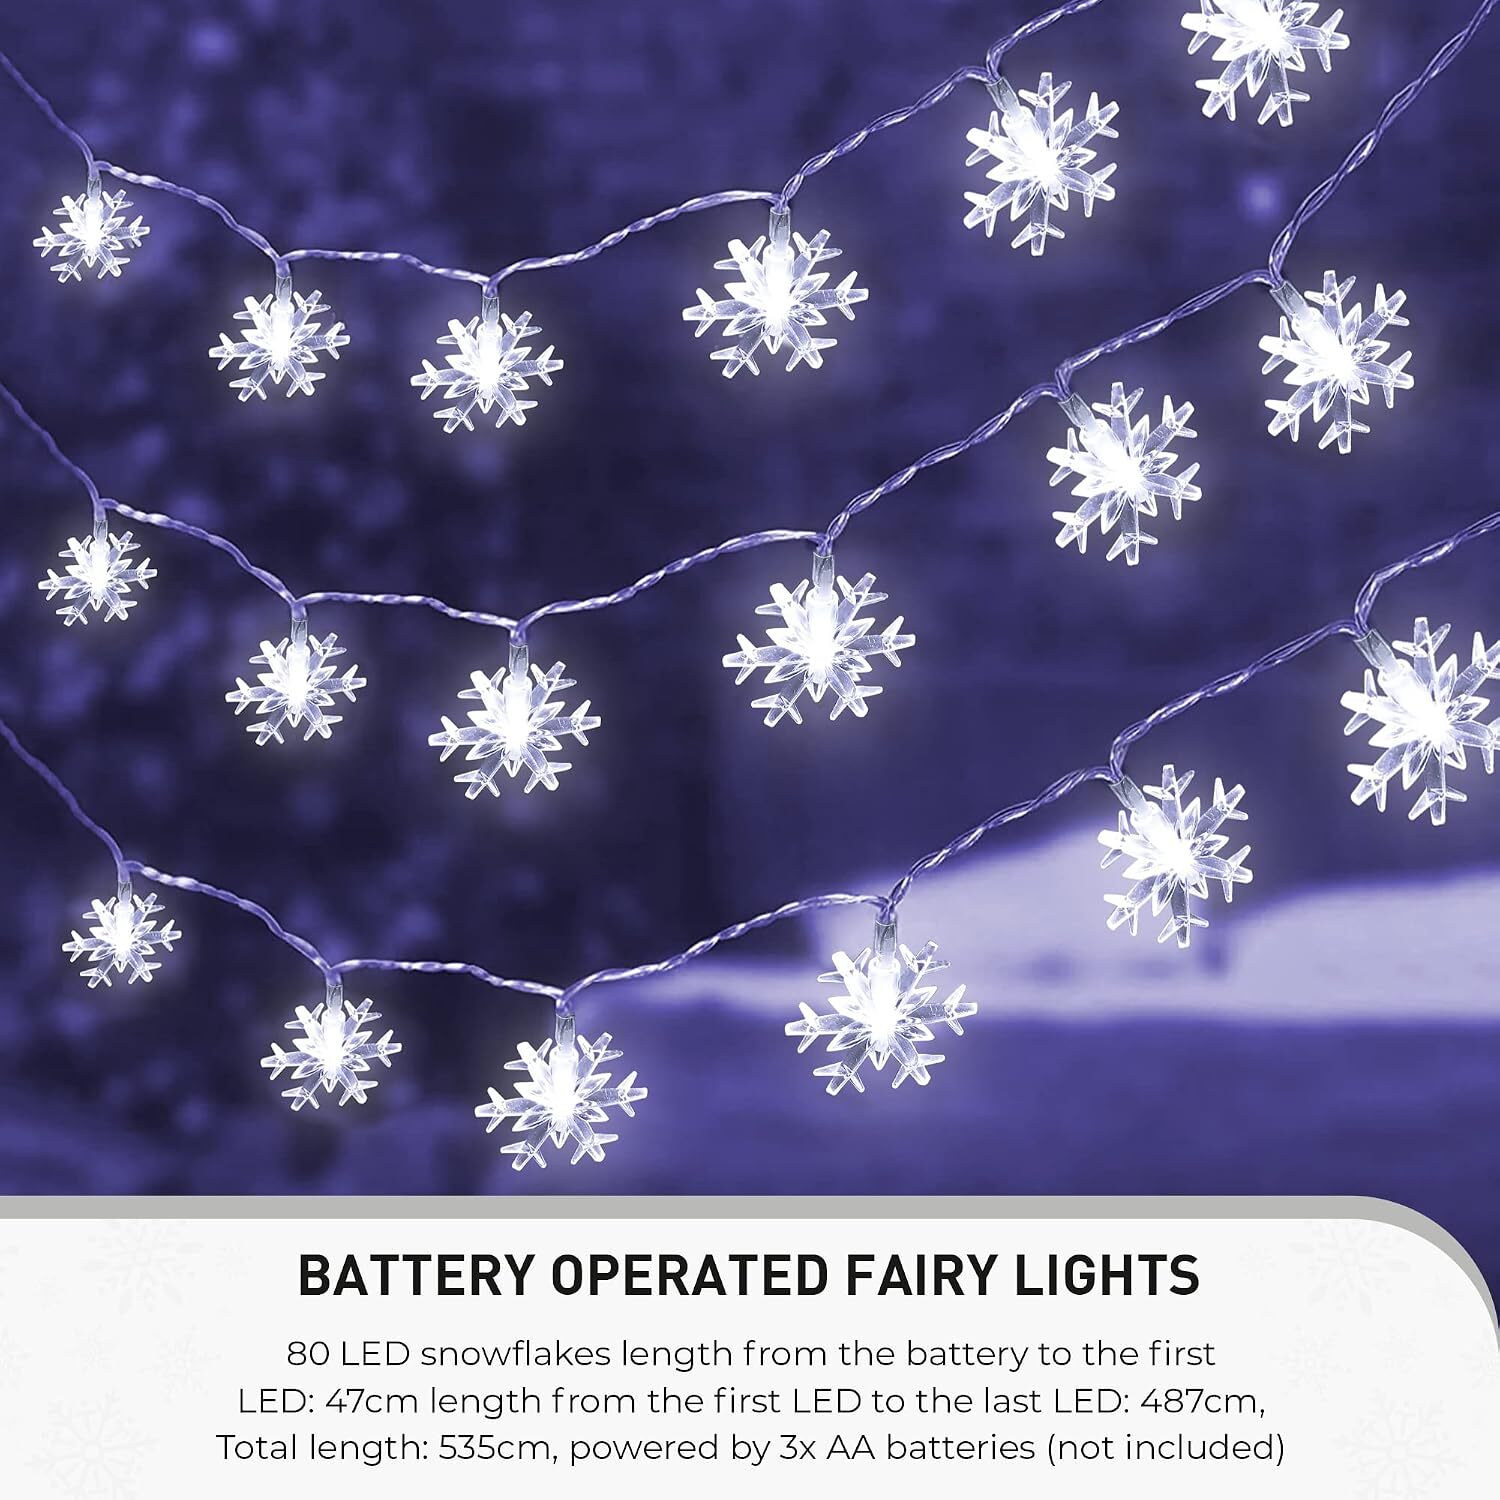 BATTERY OPERATED FAIRY LIGHTS
80 LED snowflakes length from the battery to the first
LED: 47cm length from the first LED to the last LED: 487cm,
Total length: 535cm, powered by 3x AA batteries (not included)